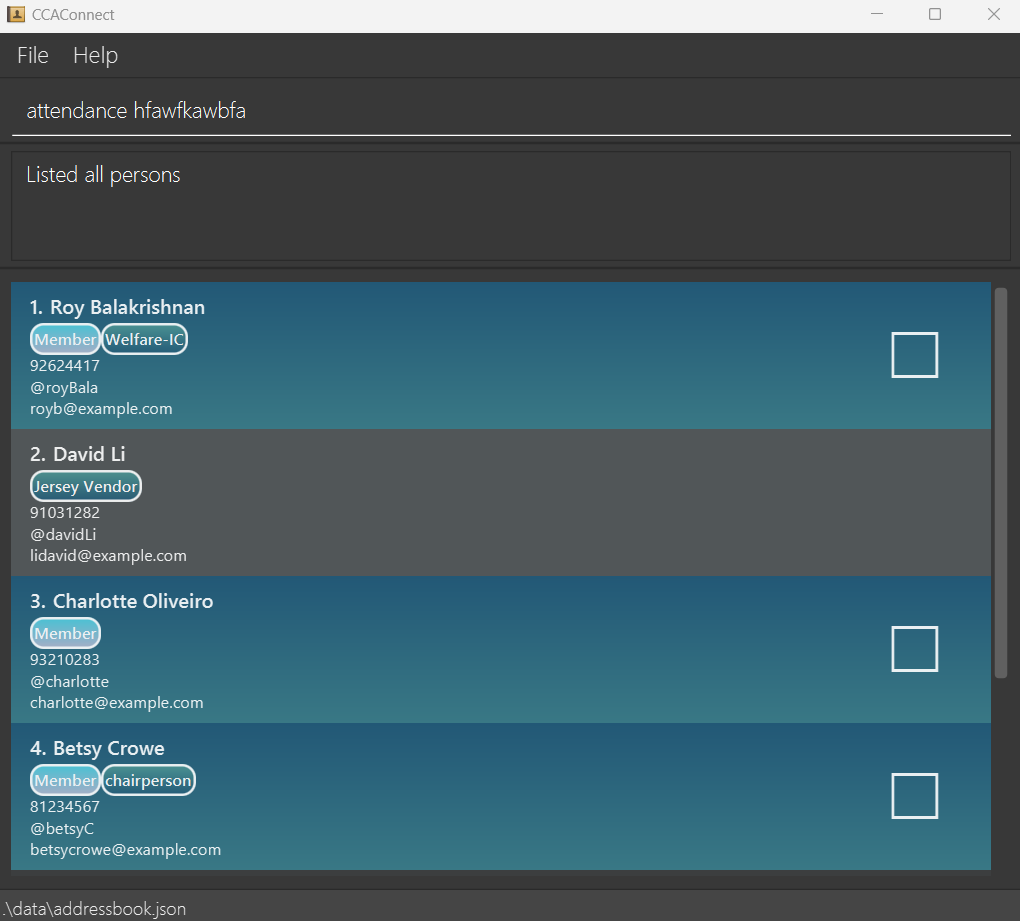 CCAConnect
File Help
attendance hfawfkawbfa
Listed all persons
1. Roy Balakrishnan
Member Welfare-IC
92624417
@royBala
royb@example.com
2. David Li
Jersey Vendor
91031282
@davidLi
lidavid@example.com
3. Charlotte Oliveiro
Member
93210283
@charlotte
charlotte@example.com
4. Betsy Crowe
Member chairperson
81234567
@betsyC
betsycrowe@example.com
.\data\addressbook.json